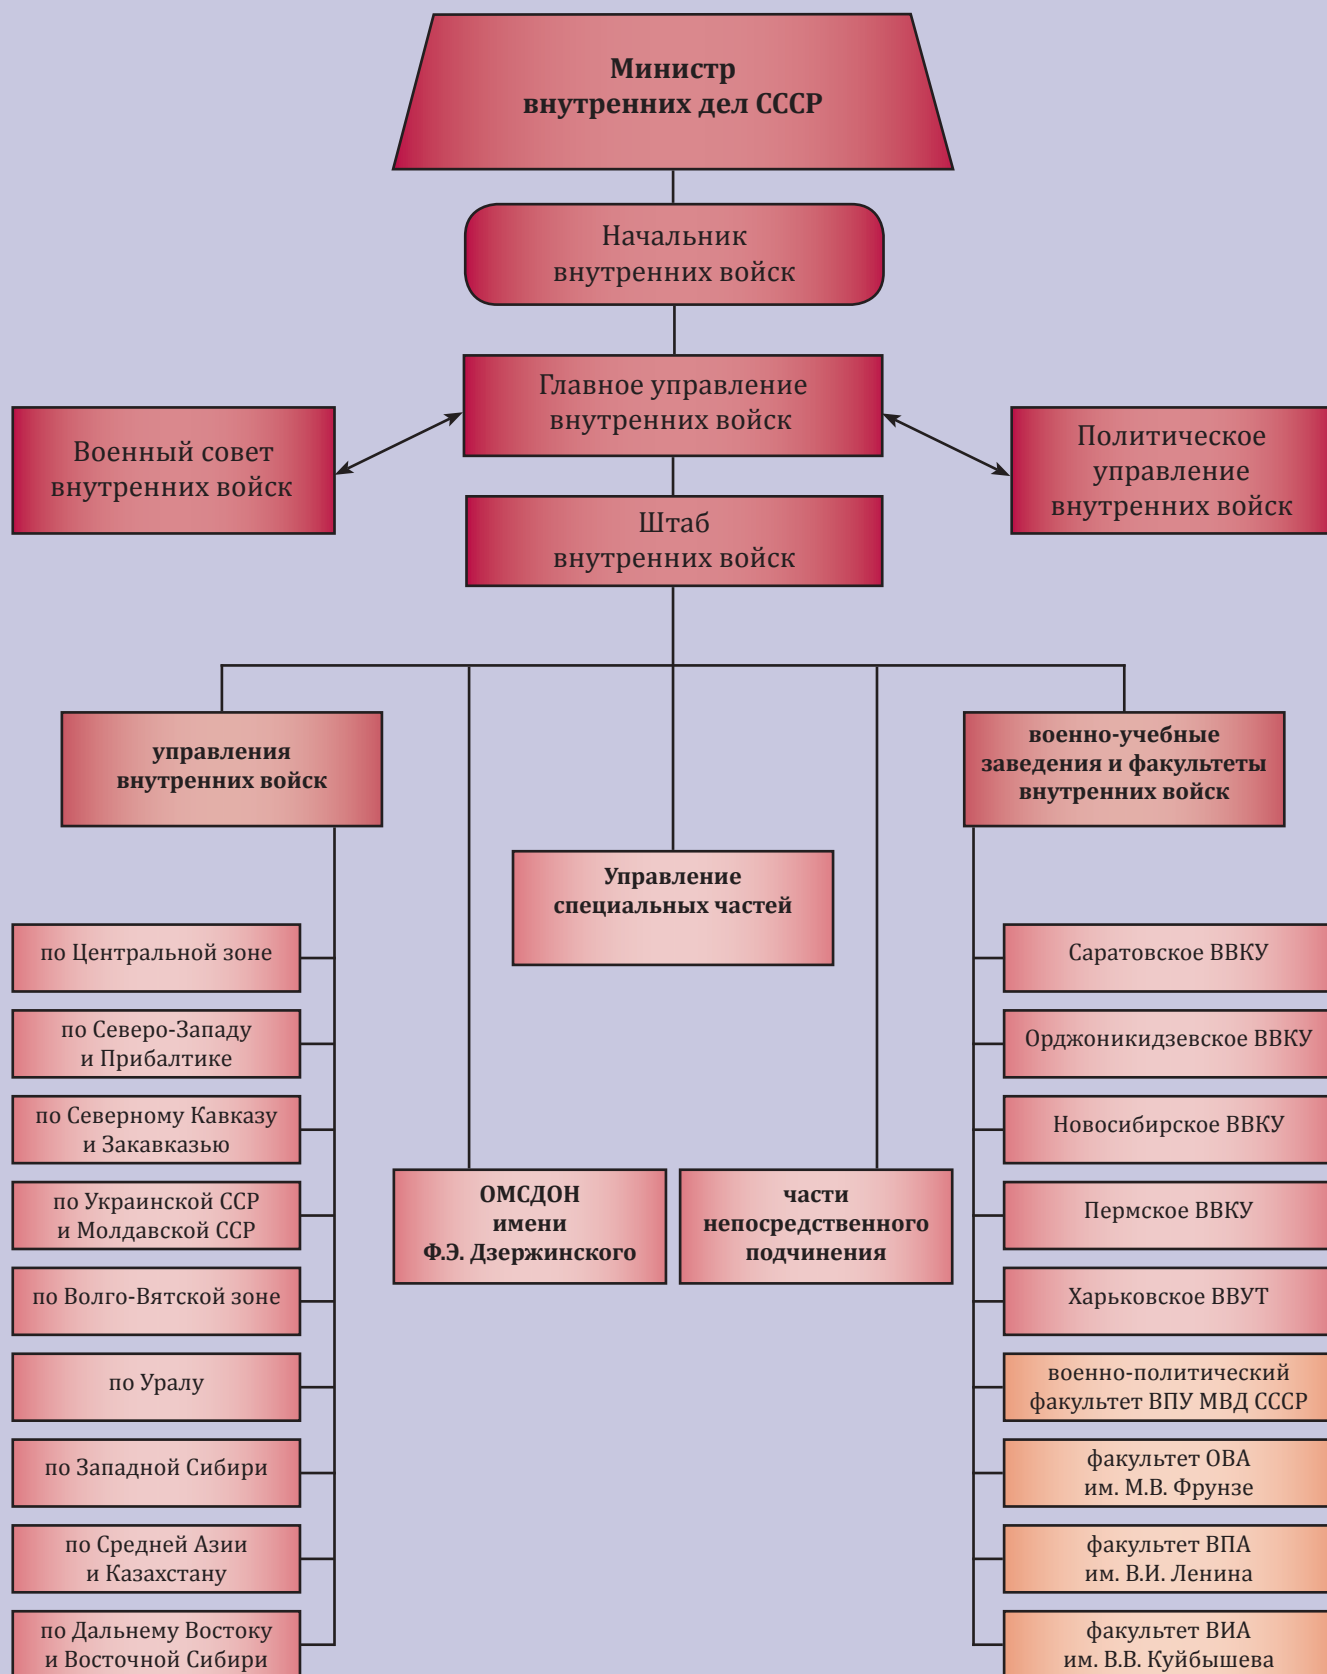 Министр
внутренних дел СССР
Начальник
внутренних войск
Главное управление
внутренних войск
Военный совет
внутренних войск
Политическое
управление
внутренних войск
Штаб
внутренних войск
управления
внутренних войск
военно-учебные
заведения и факультеты
внутренних войск
Управление
специальных частей
ОМСДОН
имени
Ф.Э. Дзержинского
части
непосредственного
подчинения
по Центральной зоне
по Северо-Западу
и Прибалтике
по Северному Кавказу
и Закавказью
по Украинской ССР
и Молдавской ССР
по Волго-Вятской зоне
по Уралу
по Западной Сибири
по Средней Азии
и Казахстану
по Дальнему Востоку
и Восточной Сибири
Саратовское ВВКУ
Орджоникидзевское ВВКУ
Новосибирское ВВКУ
Пермское ВВКУ
Харьковское ВВУТ
военно-политический
факультет ВПУ МВД СССР
факультет ОВА
им. М.В. Фрунзе
факультет ВПА
им. В.И. Ленина
факультет ВИА
им. В.В. Куйбышева